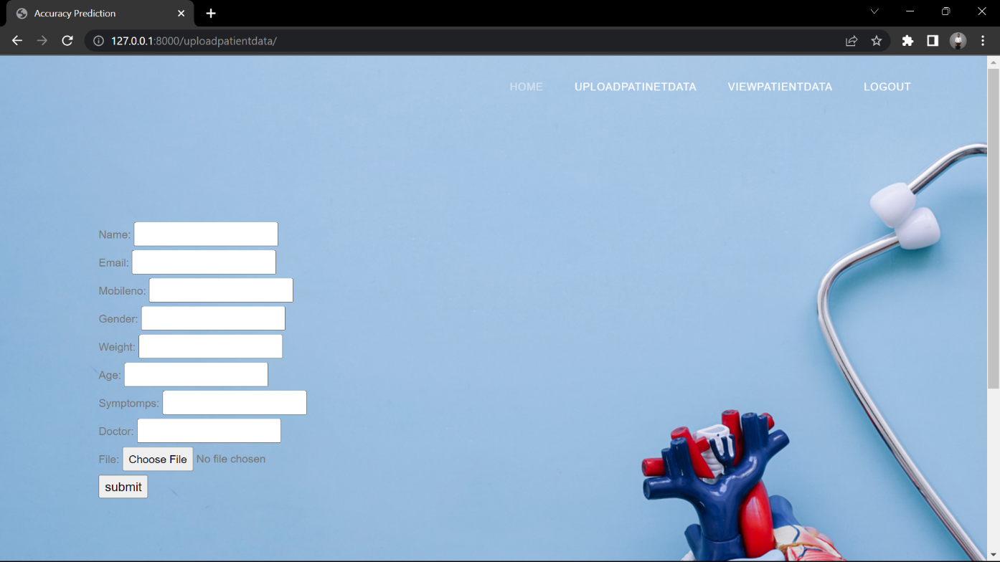 Accuracy Prediction
127.0.0.1:8000/uploadpatientdata/
HOME UPLOADPATINETDATA VIEWPATIENTDATA LOGOUT
Name:
Email:
Mobileno:
Gender:
Weight:
Age:
Symptomps:
Doctor:
File: Choose File No file chosen
submit